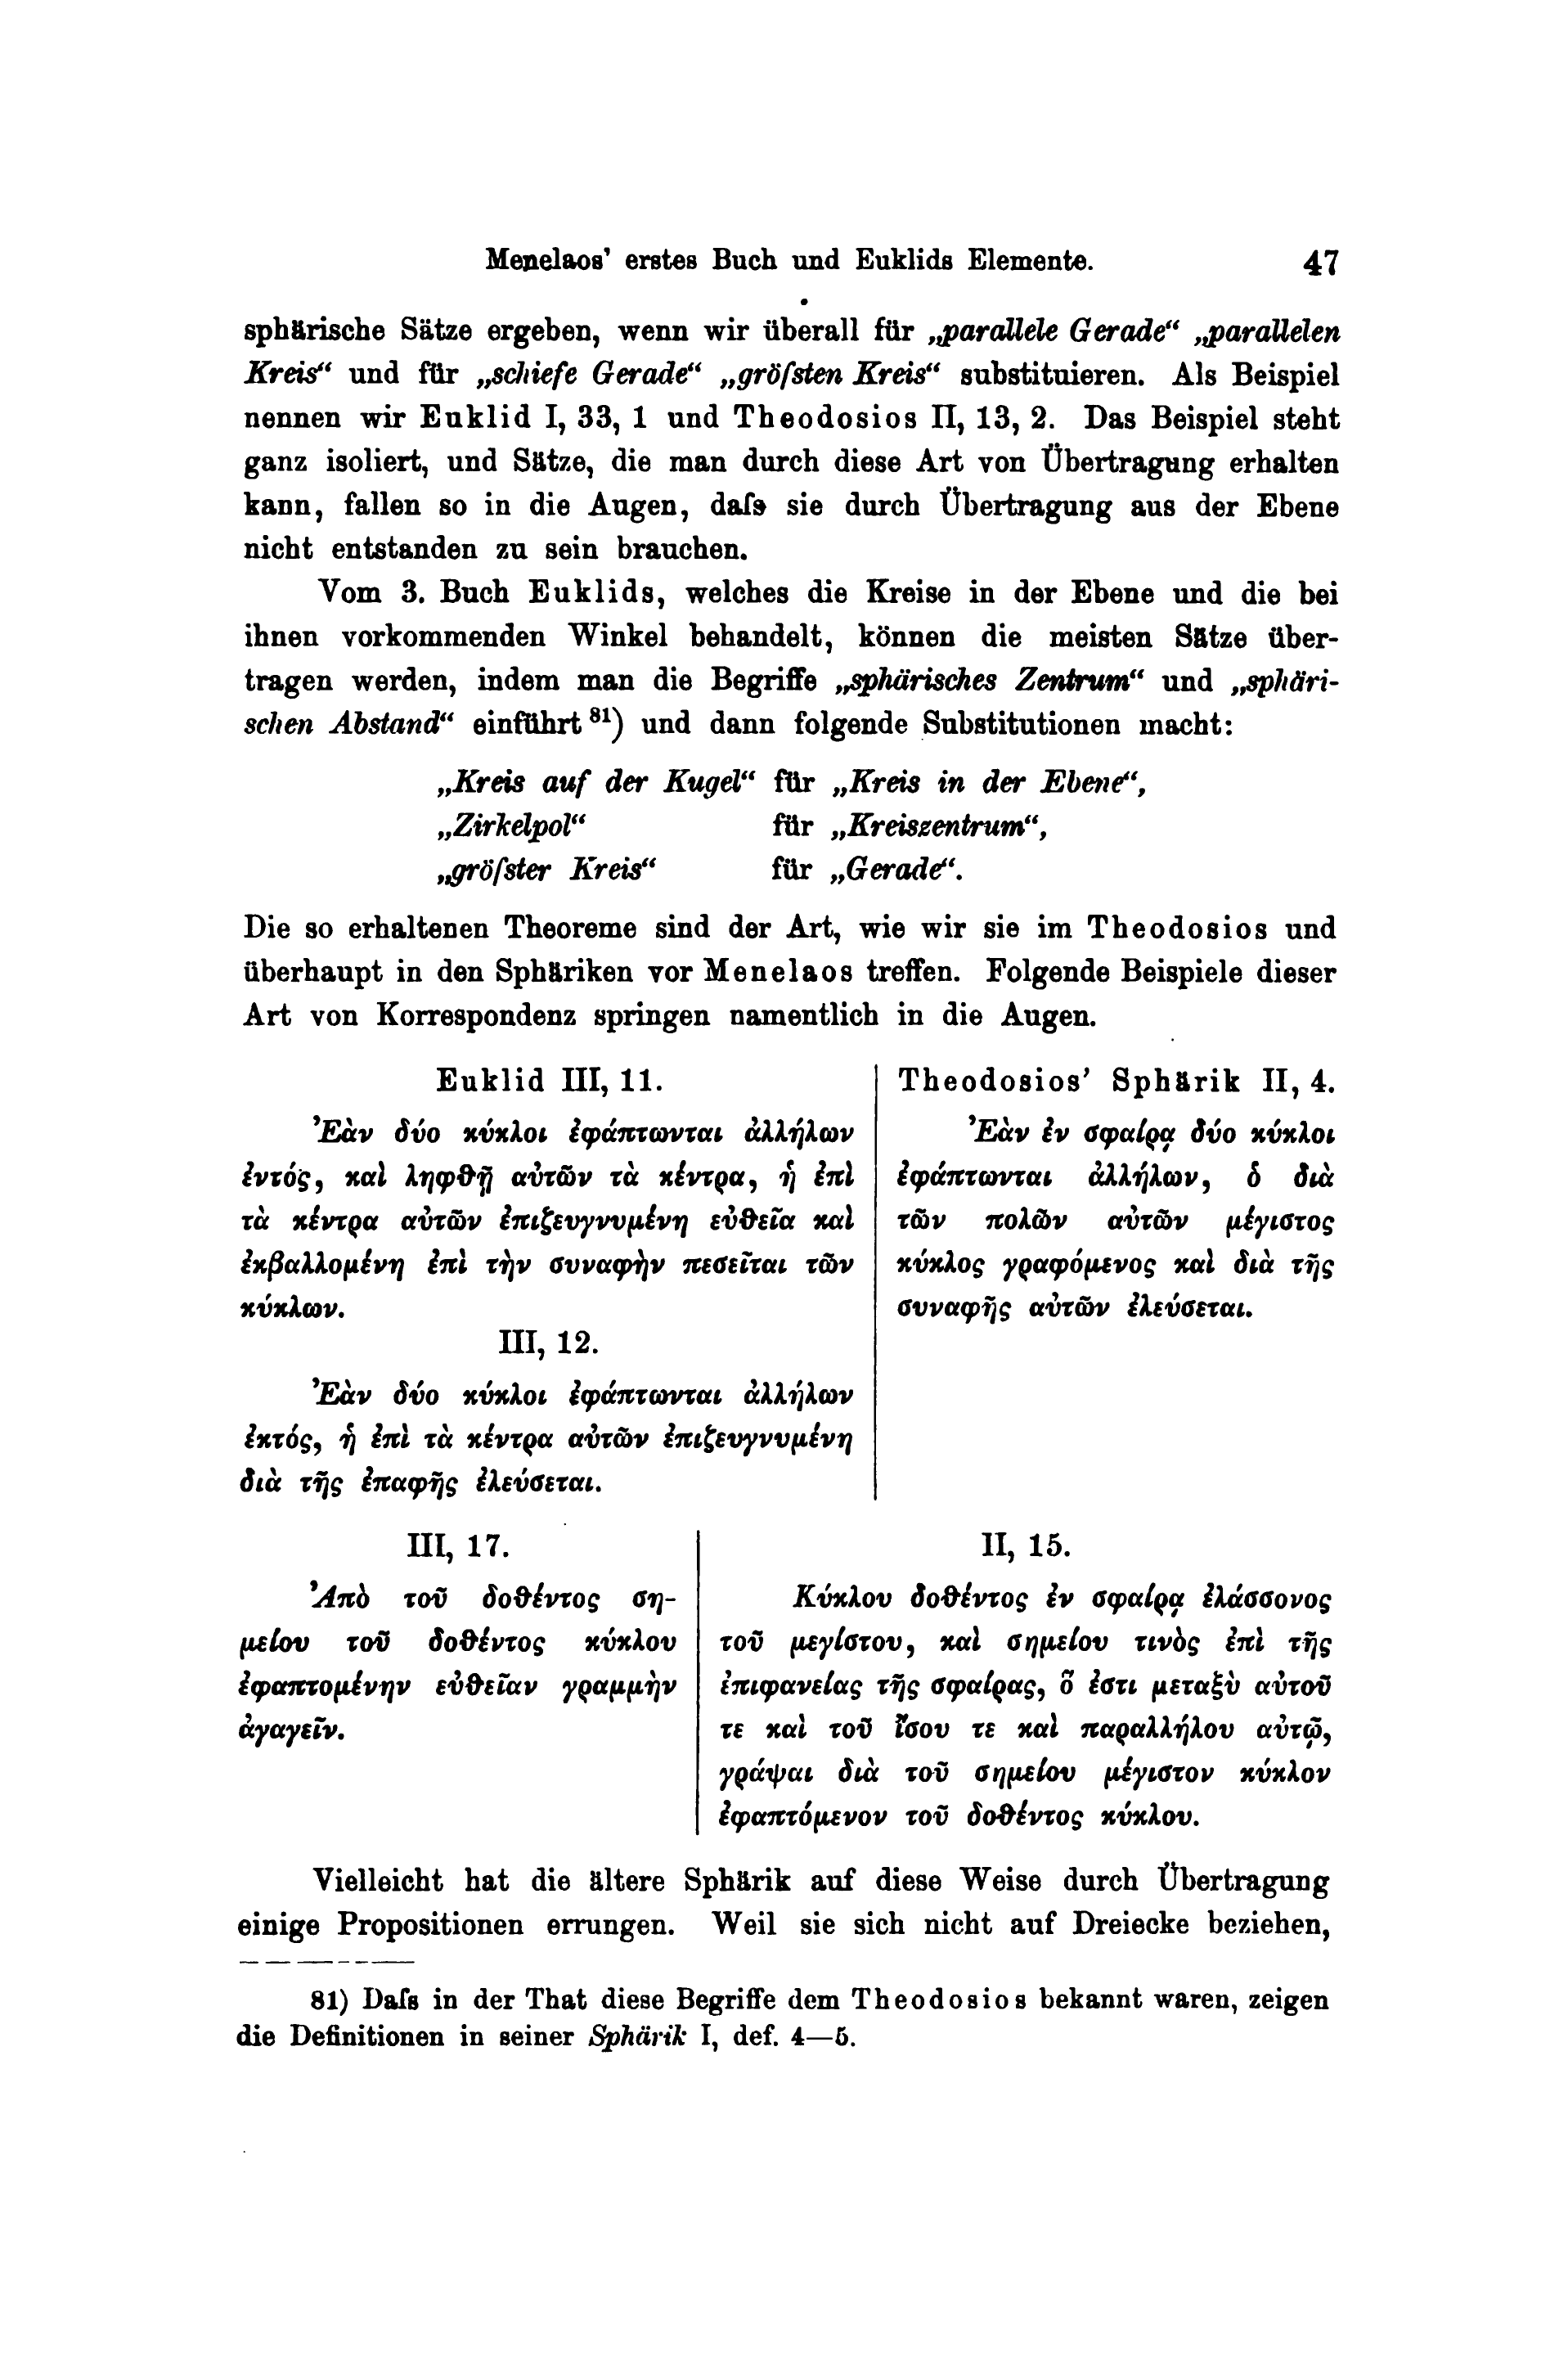 Menelaos' erstes Buch und Euklids Elemente. 47
sphärische Sätze ergeben, wenn wir überall für „parallele Gerade“ „parallelen
Kreis“ und für „schiefe Gerade“ „gröſsten Kreis“ substituieren. Als Beispiel
nennen wir Euklid I, 33, 1 und Theodosios II, 13, 2. Das Beispiel steht
ganz isoliert, und Sätze, die man durch diese Art von Übertragung erhalten
kann, fallen so in die Augen, daſs sie durch Übertragung aus der Ebene
nicht entstanden zu sein brauchen.
Vom 3. Buch Euklids, welches die Kreise in der Ebene und die bei
ihnen vorkommenden Winkel behandelt, können die meisten Sätze über-
tragen werden, indem man die Begriffe „sphärisches Zentrum“ und „sphäri-
schen Abstand“ einführt 81) und dann folgende Substitutionen macht:
„Kreis auf der Kugel“ für „Kreis in der Ebene“,
„Zirkelpol“ für „Kreiszentrum“,
„gröſster Kreis“ für „Gerade“.
Die so erhaltenen Theoreme sind der Art, wie wir sie im Theodosios und
überhaupt in den Sphäriken vor Menelaos treffen. Folgende Beispiele dieser
Art von Korrespondenz springen namentlich in die Augen.
Euklid III, 11.
Ἐὰν δύο κύκλοι ἐφάπτωνται ἀλλήλων
ἐντός, καὶ ληφθῇ αὐτῶν τὰ κέντρα, ἡ ἐπὶ
τὰ κέντρα αὐτῶν ἐπιζευγνυμένη εὐθεῖα καὶ
ἐκβαλλομένη ἐπὶ τὴν συναφὴν πεσεῖται τῶν
κύκλων.
III, 12.
Ἐὰν δύο κύκλοι ἐφάπτωνται ἀλλήλων
ἐκτός, ἡ ἐπὶ τὰ κέντρα αὐτῶν ἐπιζευγνυμένη
διὰ τῆς ἐπαφῆς ἐλεύσεται.
Theodosios' Sphärik II, 4.
Ἐὰν ἐν σφαίρᾳ δύο κύκλοι
ἐφάπτωνται ἀλλήλων, ὁ διὰ
τῶν πολῶν αὐτῶν μέγιστος
κύκλος γραφόμενος καὶ διὰ τῆς
συναφῆς αὐτῶν ἐλεύσεται.
III, 17.
Ἀπὸ τοῦ δοθέντος ση-
μείου τοῦ δοθέντος κύκλου
ἐφαπτομένην εὐθεῖαν γραμμὴν
ἀγαγεῖν.
II, 15.
Κύκλου δοθέντος ἐν σφαίρᾳ ἐλάσσονος
τοῦ μεγίστου, καὶ σημείου τινὸς ἐπὶ τῆς
ἐπιφανείας τῆς σφαίρας, ὅ ἐστι μεταξὺ αὐτοῦ
τε καὶ τοῦ ἴσου τε καὶ παραλλήλου αὐτῷ,
γράψαι διὰ τοῦ σημείου μέγιστον κύκλον
ἐφαπτόμενον τοῦ δοθέντος κύκλου.
Vielleicht hat die ältere Sphärik auf diese Weise durch Übertragung
einige Propositionen errungen. Weil sie sich nicht auf Dreiecke beziehen,
81) Daſs in der That diese Begriffe dem Theodosios bekannt waren, zeigen
die Definitionen in seiner Sphärik I, def. 4—5.